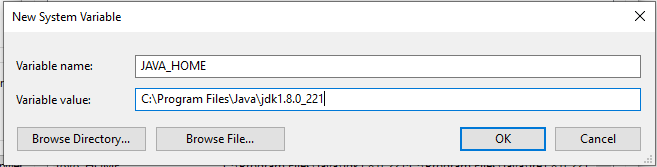 New System Variable
Variable name: JAVA_HOME
Variable value: C:\Program Files\Java\jdk1.8.0_221
Browse Directory... Browse File... OK Cancel